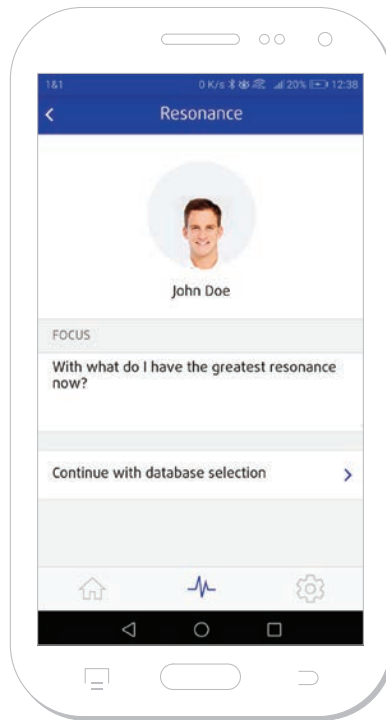 1&1 0 K/s 20% 12:38
Resonance
John Doe
FOCUS
With what do I have the greatest resonance
now?
Continue with database selection